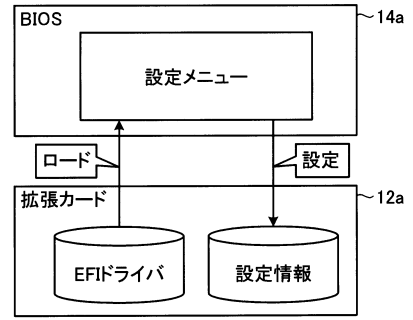 BIOS
14a
設定メニュー
ロード
設定
拡張カード
12a
EFIドライバ
設定情報